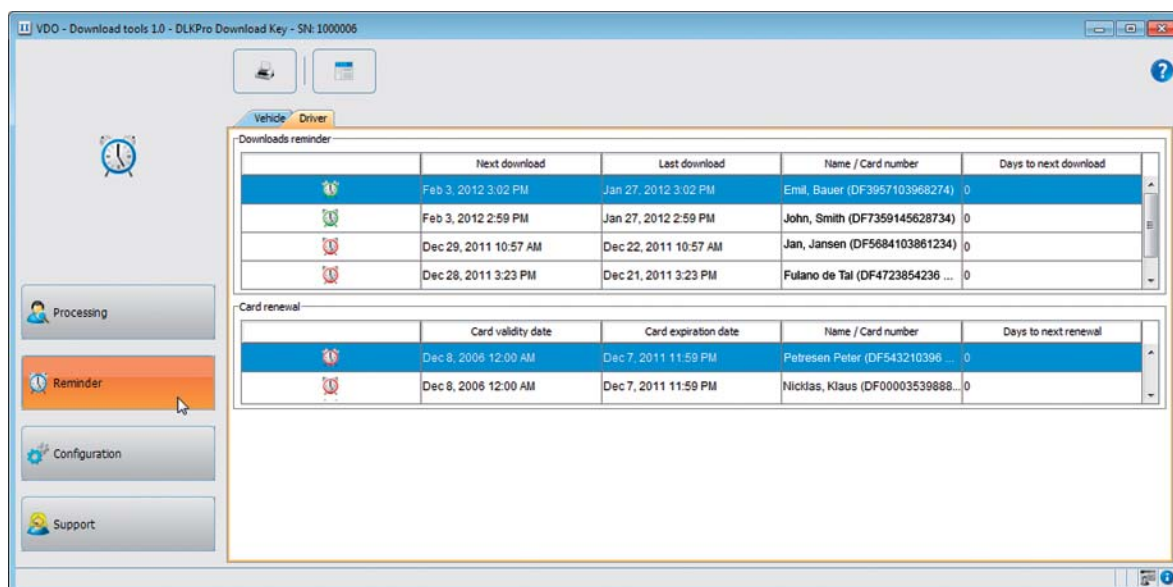 VDO - Download tools 1.0 - DLKPro Download Key - SN: 1000006
Vehicle Driver
Downloads reminder
Next download Last download Name / Card number Days to next download
Feb 3, 2012 3:02 PM Jan 27, 2012 3:02 PM Emil, Bauer (DF3957103968274) 0
Feb 3, 2012 2:59 PM Jan 27, 2012 2:59 PM John, Smith (DF7359145628734) 0
Dec 29, 2011 10:57 AM Dec 22, 2011 10:57 AM Jan, Jansen (DF5684103861234) 0
Dec 28, 2011 3:23 PM Dec 21, 2011 3:23 PM Fulano de Tal (DF4723854236 ... 0
Card renewal
Card validity date Card expiration date Name / Card number Days to next renewal
Dec 8, 2006 12:00 AM Dec 7, 2011 11:59 PM Petresen Peter (DF543210396 ... 0
Dec 8, 2006 12:00 AM Dec 7, 2011 11:59 PM Nicklas, Klaus (DF00003539888... 0
Processing
Reminder
Configuration
Support